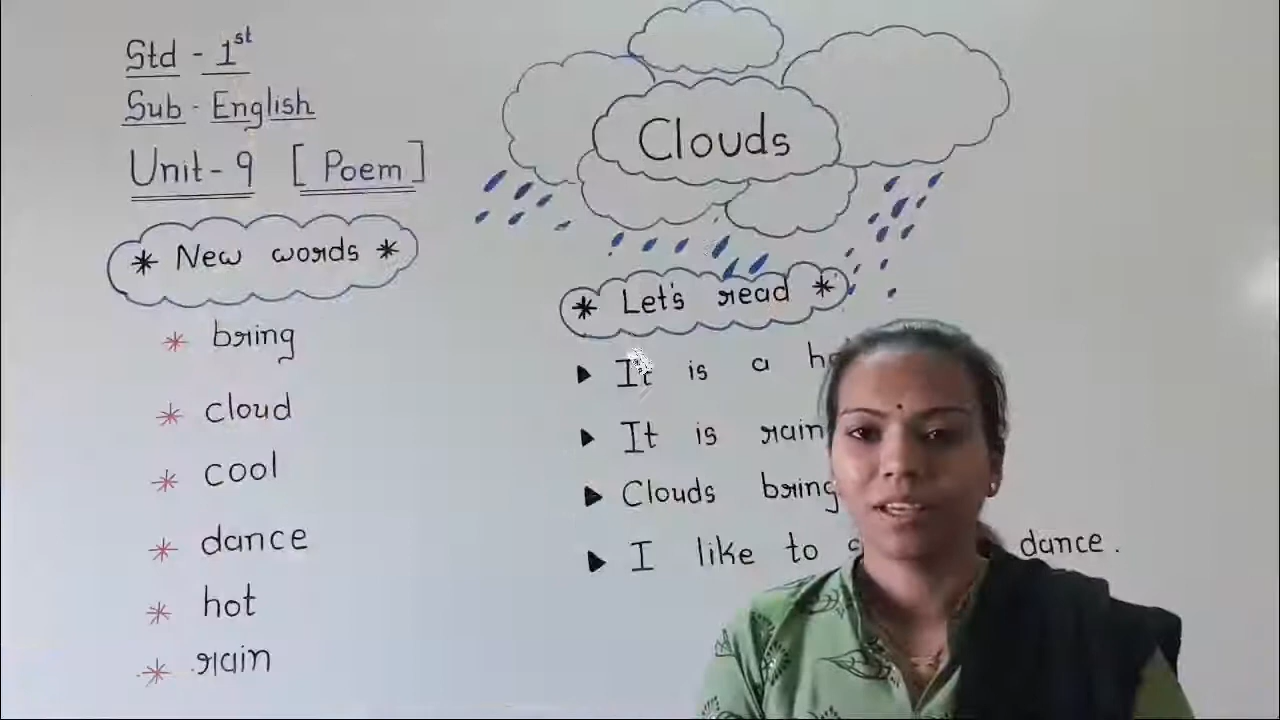 Std - 1st
Sub - English
Unit - 9 [ Poem ]
* New words *
* bring
* cloud
* cool
* dance
* hot
* rain
Clouds
* Let's read *
▶ It is a
▶ It is
▶ Clouds bring
▶ I like to dance.